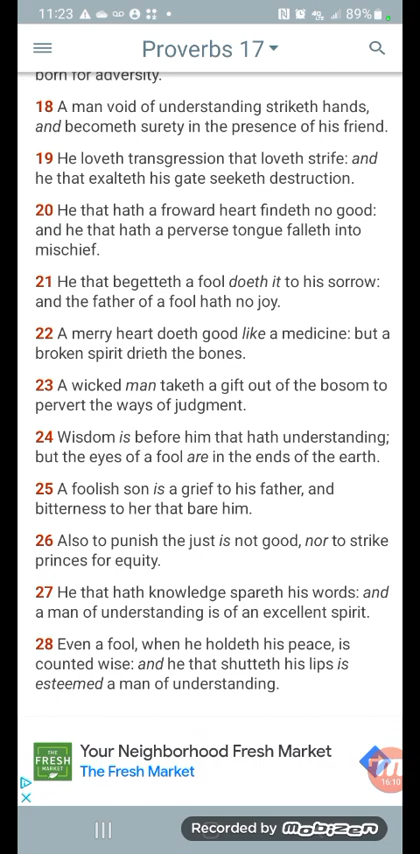 11:23 89%
Proverbs 17
born for adversity.
18 A man void of understanding striketh hands,
and becometh surety in the presence of his friend.
19 He loveth transgression that loveth strife: and
he that exalteth his gate seeketh destruction.
20 He that hath a froward heart findeth no good:
and he that hath a perverse tongue falleth into
mischief.
21 He that begetteth a fool doeth it to his sorrow:
and the father of a fool hath no joy.
22 A merry heart doeth good like a medicine: but a
broken spirit drieth the bones.
23 A wicked man taketh a gift out of the bosom to
pervert the ways of judgment.
24 Wisdom is before him that hath understanding;
but the eyes of a fool are in the ends of the earth.
25 A foolish son is a grief to his father, and
bitterness to her that bare him.
26 Also to punish the just is not good, nor to strike
princes for equity.
27 He that hath knowledge spareth his words: and
a man of understanding is of an excellent spirit.
28 Even a fool, when he holdeth his peace, is
counted wise: and he that shutteth his lips is
esteemed a man of understanding.
THE
FRESH
MARKET
Your Neighborhood Fresh Market
The Fresh Market
16:10
Recorded by mobizen